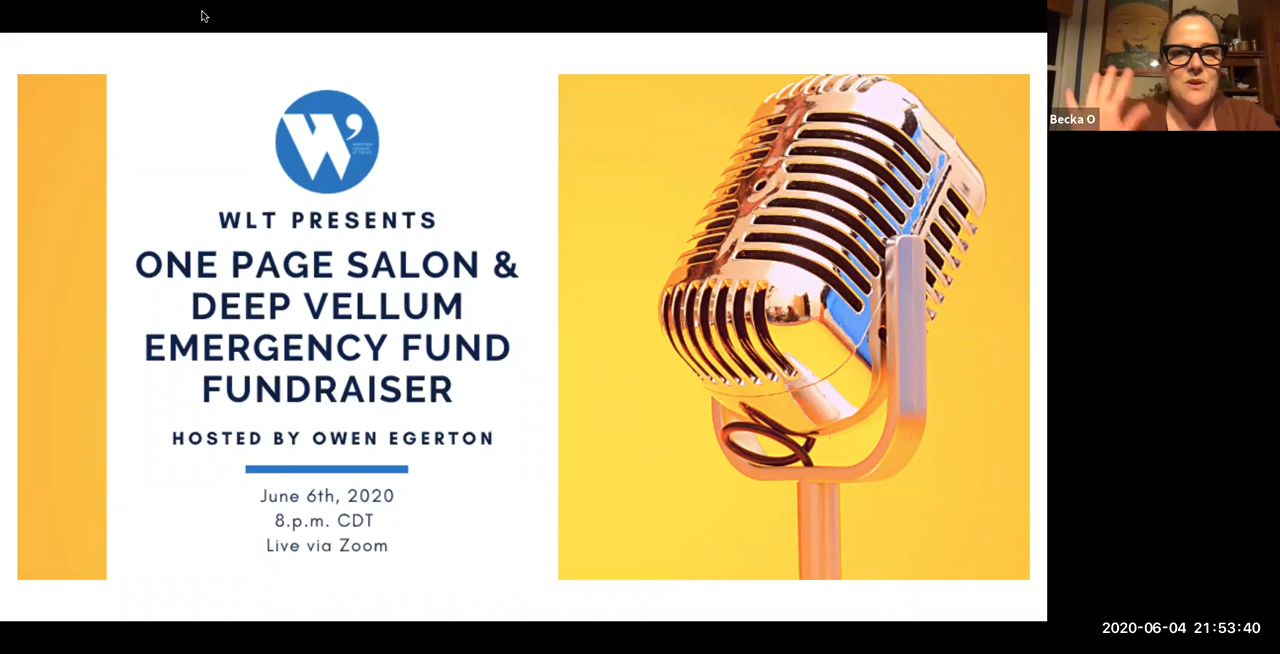 W'
WLT PRESENTS
ONE PAGE SALON &
DEEP VELLUM
EMERGENCY FUND
FUNDRAISER
HOSTED BY OWEN EGERTON
June 6th, 2020
8.p.m. CDT
Live via Zoom
Becka O
2020-06-04 21:53:40